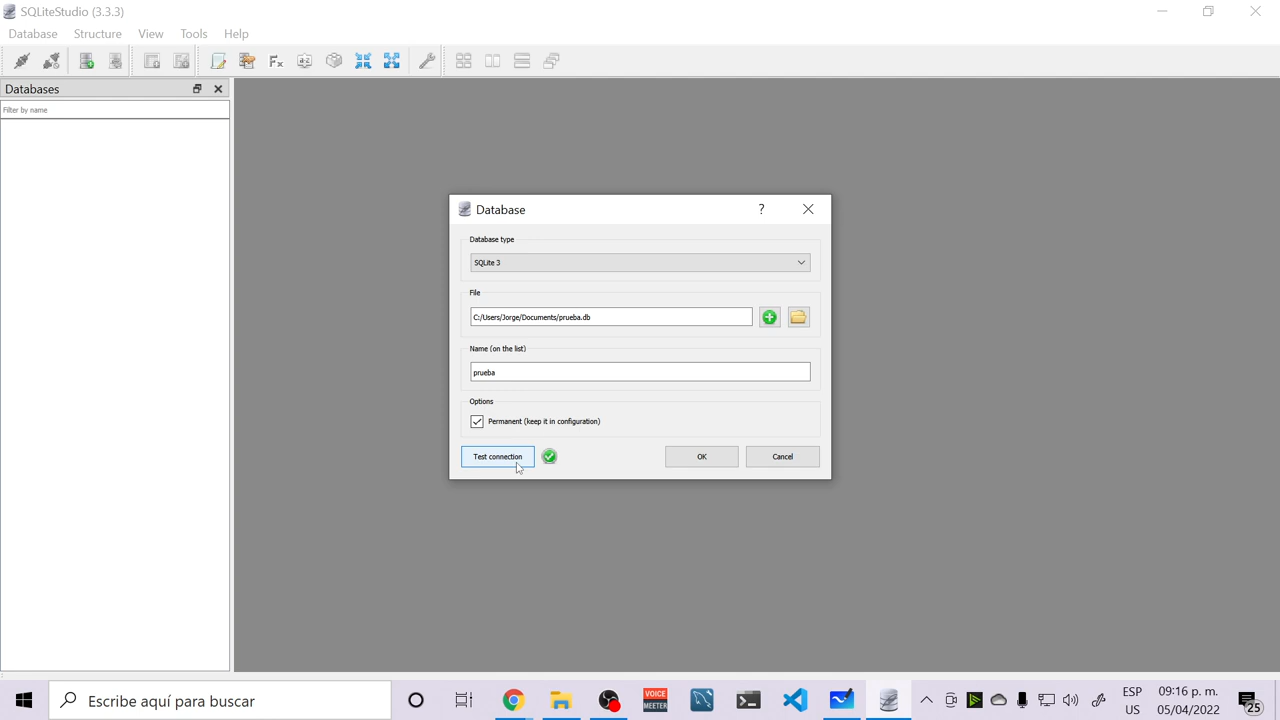 SQLiteStudio (3.3.3)
Database Structure View Tools Help
Databases
Filter by name
Database
Database type
SQLite 3
File
C:/Users/Jorge/Documents/prueba.db
Name (on the list)
prueba
Options
Permanent (keep it in configuration)
Test connection OK Cancel
Escribe aquí para buscar
VOICE
MEETER
ESP 09:16 p. m.
US 05/04/2022
25